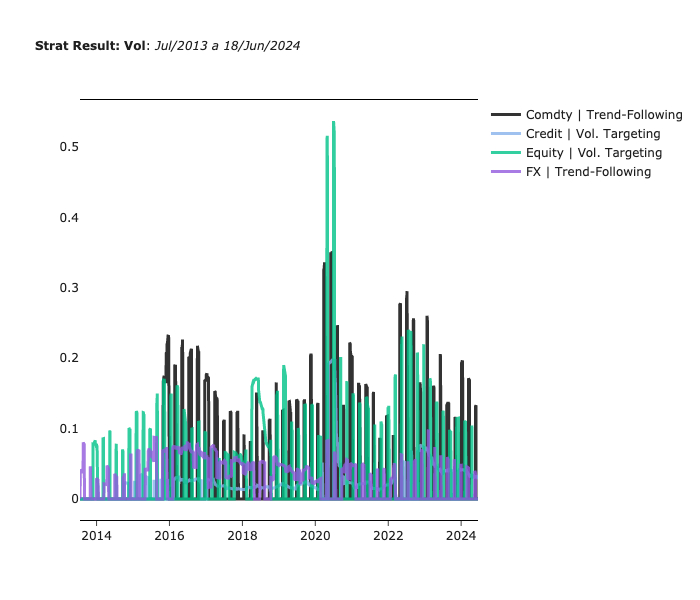 Strat Result: Vol: Jul/2013 a 18/Jun/2024
Comdty | Trend-Following
Credit | Vol. Targeting
Equity | Vol. Targeting
FX | Trend-Following
0.5
0.4
0.3
0.2
0.1
0
2014 2016 2018 2020 2022 2024